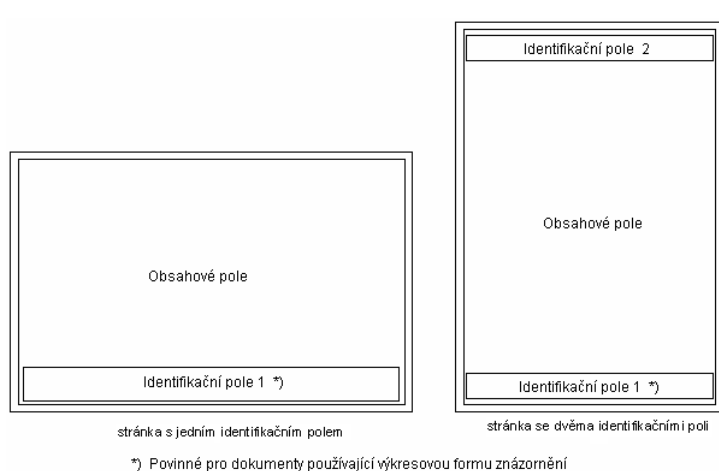 Identifikační pole 2
Obsahové pole
Identifikační pole 1 *)
stránka se dvěma identifikačními poli
Obsahové pole
Identifikační pole 1 *)
stránka s jedním identifikačním polem
*) Povinné pro dokumenty používající výkresovou formu znázornění